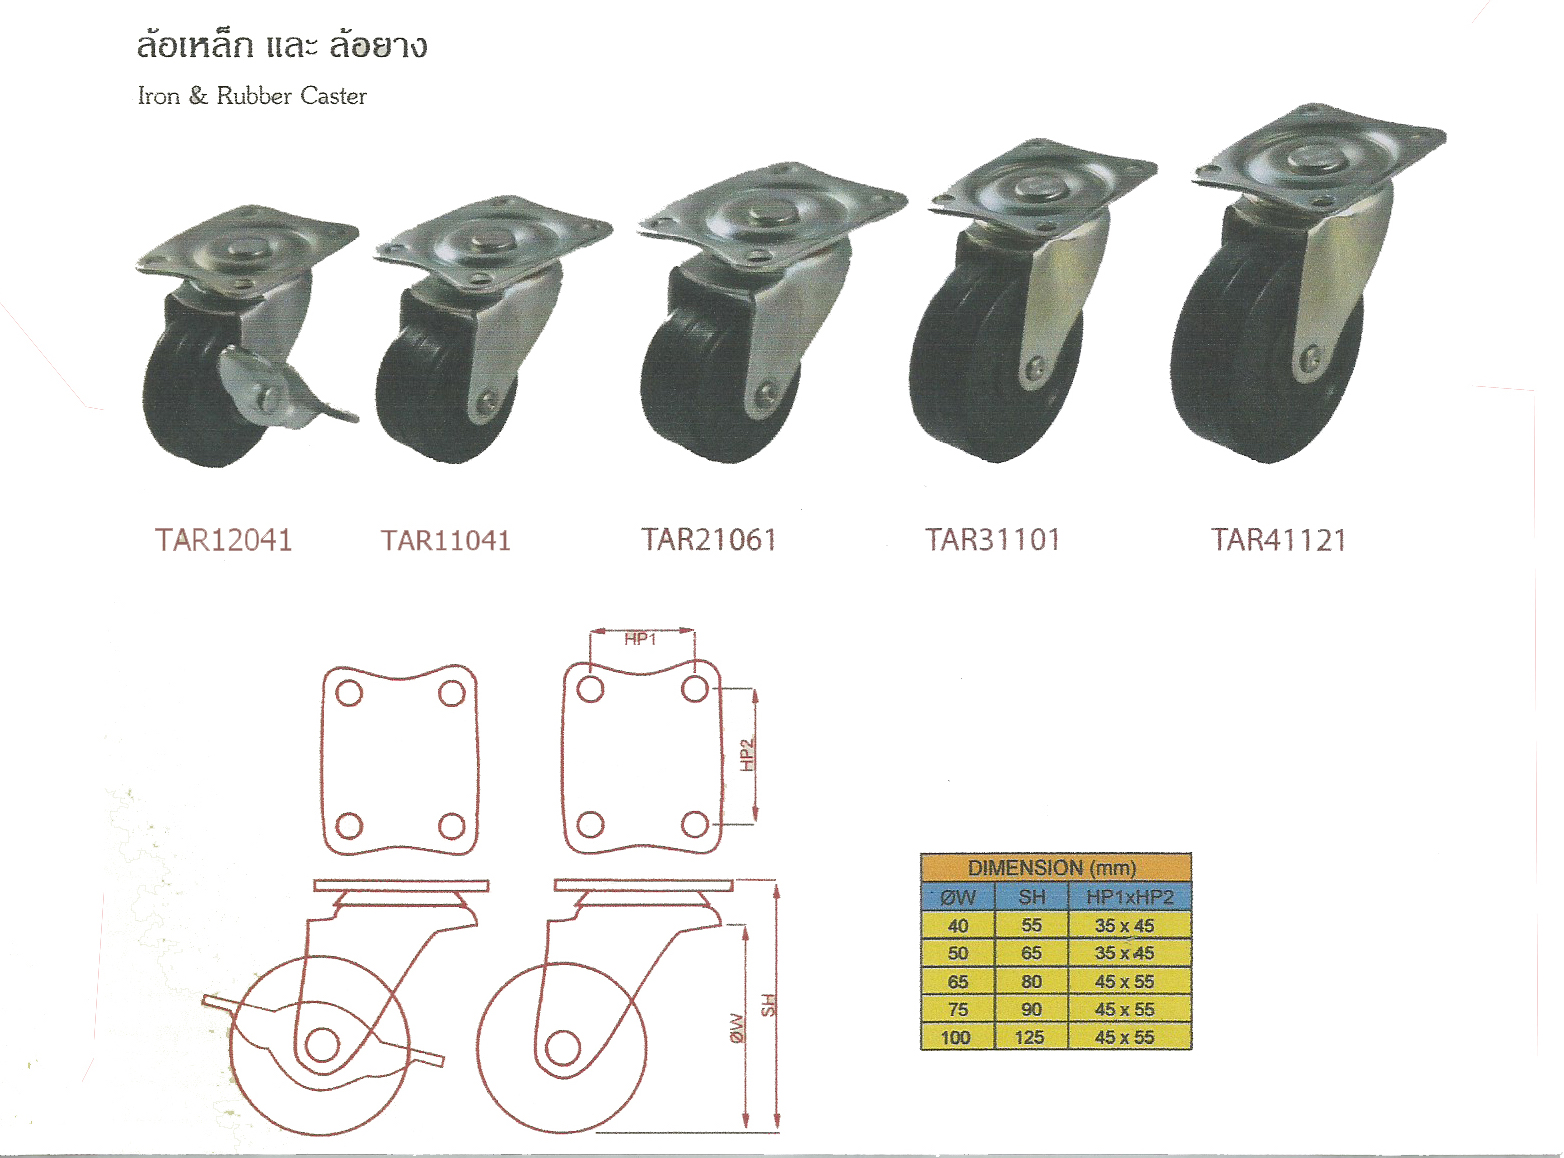 ล้อเหล็ก และ ล้อยาง
Iron & Rubber Caster
TAR12041 TAR11041 TAR21061 TAR31101 TAR41121
HP1
HP2
DIMENSION (mm)
ØW SH HP1xHP2
40 55 35 x 45
50 65 35 x 45
65 80 45 x 55
75 90 45 x 55
100 125 45 x 55
SH
ØW